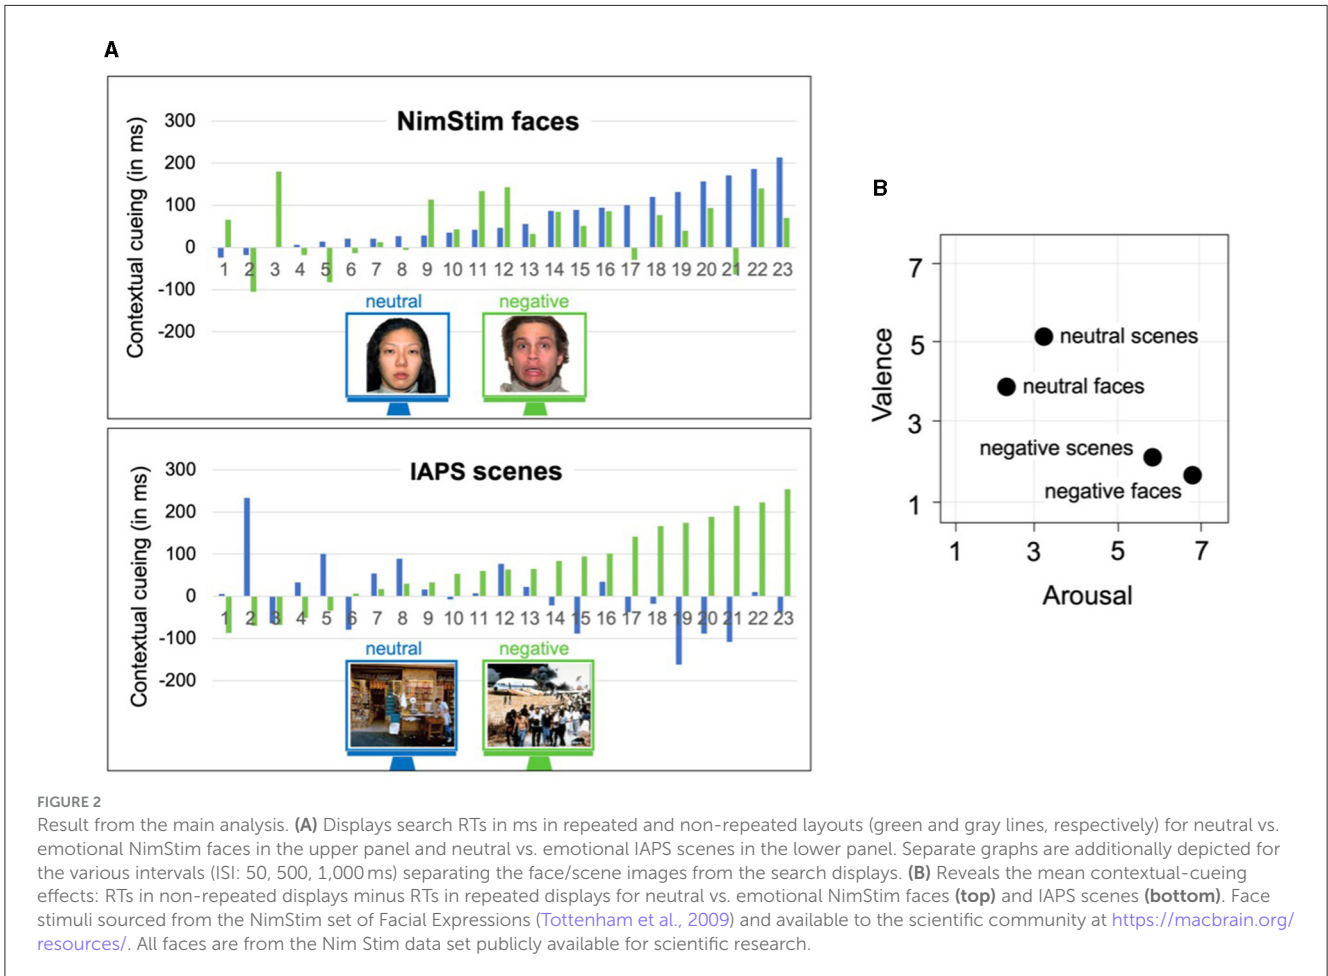 A
NimStim faces
Contextual cueing (in ms)
300
200
100
0
-100
-200
1 2 3 4 5 6 7 8 9 10 11 12 13 14 15 16 17 18 19 20 21 22 23
neutral negative
IAPS scenes
Contextual cueing (in ms)
300
200
100
0
-100
-200
1 2 3 4 5 6 7 8 9 10 11 12 13 14 15 16 17 18 19 20 21 22 23
neutral negative
B
Valence
7
5
3
1
neutral scenes
neutral faces
negative scenes
negative faces
1 3 5 7
Arousal
FIGURE 2
Result from the main analysis. (A) Displays search RTs in ms in repeated and non-repeated layouts (green and gray lines, respectively) for neutral vs.
emotional NimStim faces in the upper panel and neutral vs. emotional IAPS scenes in the lower panel. Separate graphs are additionally depicted for
the various intervals (ISI: 50, 500, 1,000 ms) separating the face/scene images from the search displays. (B) Reveals the mean contextual-cueing
effects: RTs in non-repeated displays minus RTs in repeated displays for neutral vs. emotional NimStim faces (top) and IAPS scenes (bottom). Face
stimuli sourced from the NimStim set of Facial Expressions (Tottenham et al., 2009) and available to the scientific community at https://macbrain.org/
resources/. All faces are from the Nim Stim data set publicly available for scientific research.